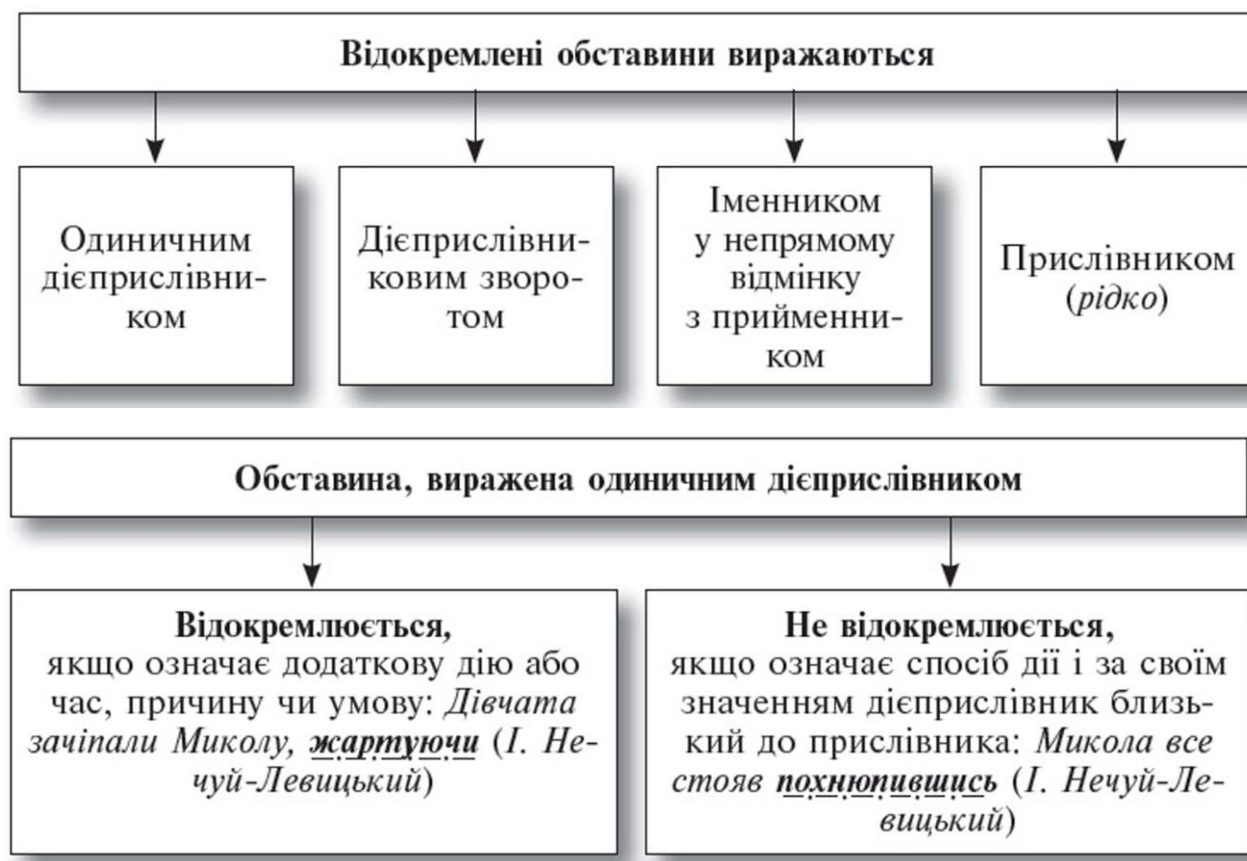 Відокремлені обставини виражаються
Одиничним
дієприслівни-
ком
Дієприслівни-
ковим зворо-
том
Іменником
у непрямому
відмінку
з прийменни-
ком
Прислівником
(рідко)
Обставина, виражена одиничним дієприслівником
Відокремлюється,
якщо означає додаткову дію або
час, причину чи умову: Дівчата
зачіпали Миколу, жартуючи (І. Не-
чуй-Левицький)
Не відокремлюється,
якщо означає спосіб дії і за своїм
значенням дієприслівник близь-
кий до прислівника: Микола все
стояв похнюпившись (І. Нечуй-Ле-
вицький)